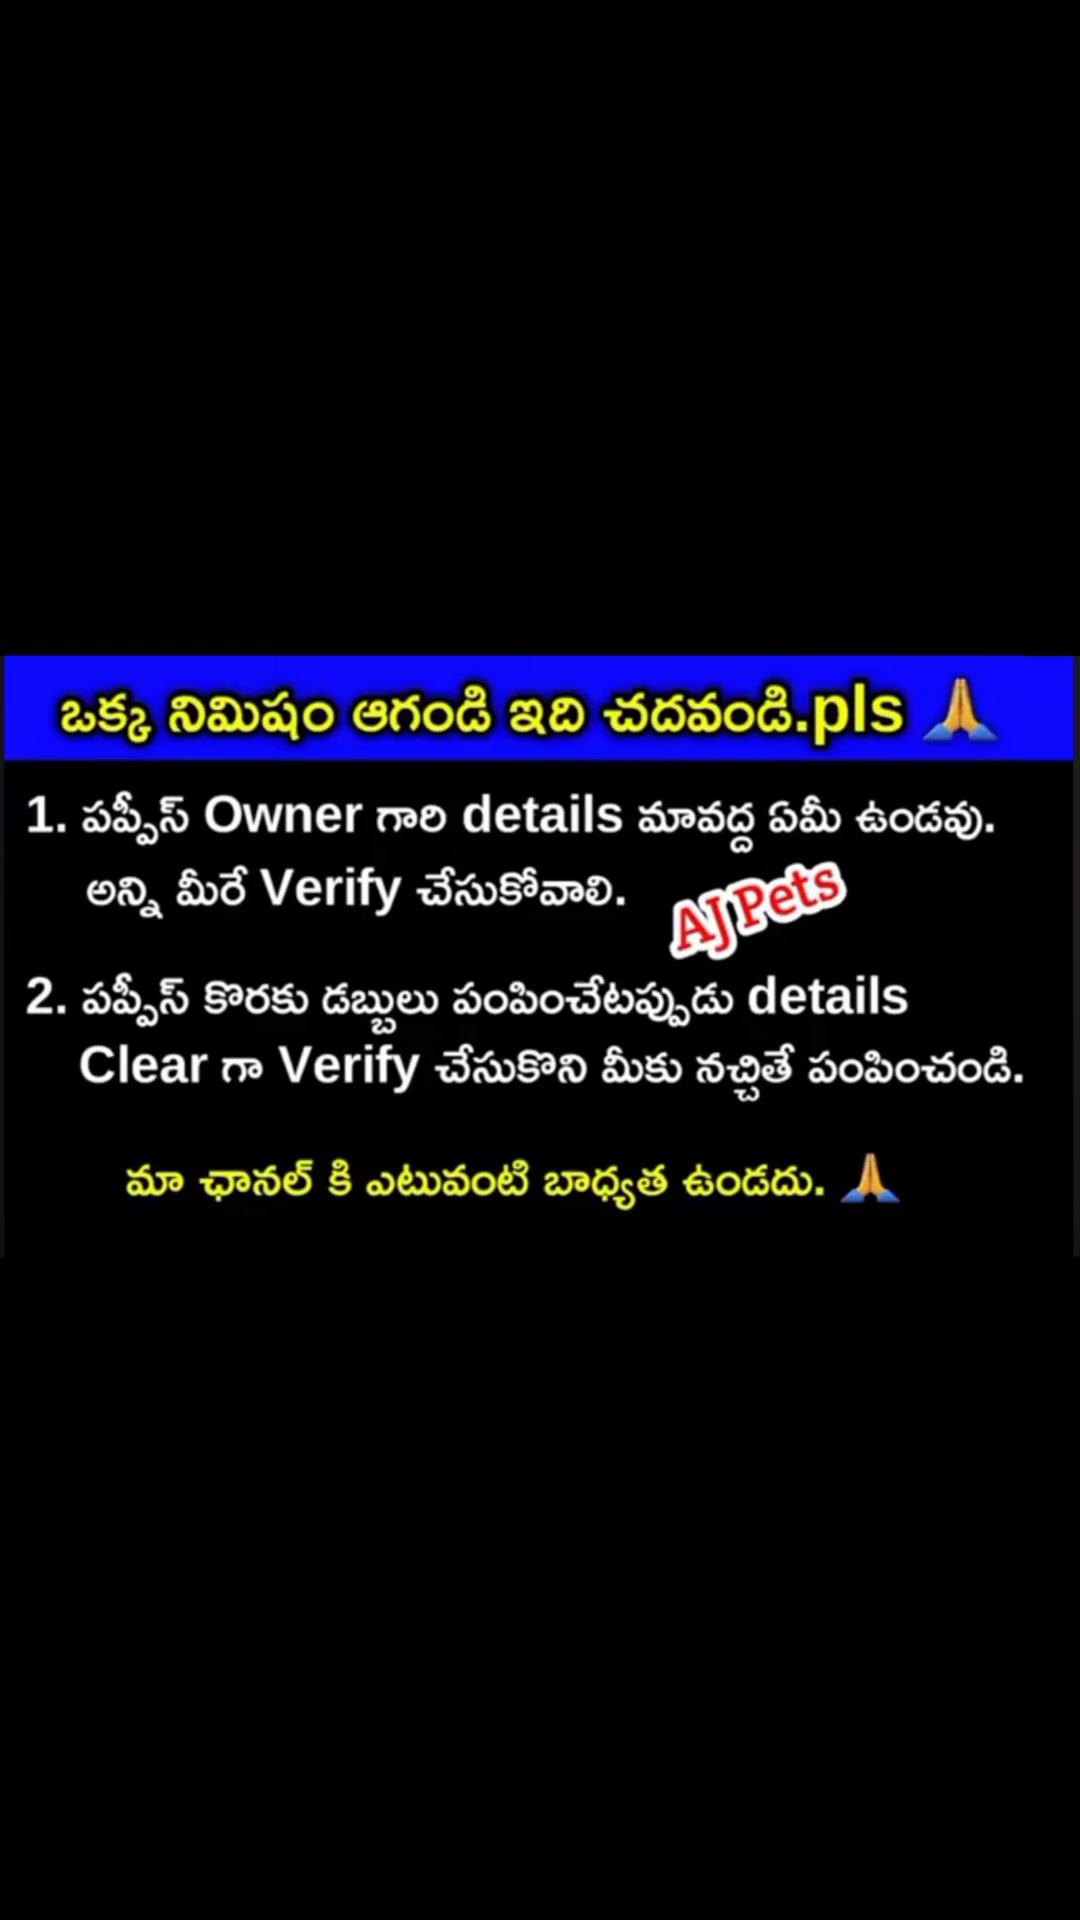 ఒక్క నిమిషం ఆగండి ఇది చదవండి.pls 🙏
1. పప్పీస్ Owner గారి details మావద్ద ఏమీ ఉండవు.
అన్ని మీరే Verify చేసుకోవాలి.
AJ Pets
2. పప్పీస్ కొరకు డబ్బులు పంపించేటప్పుడు details
Clear గా Verify చేసుకొని మీకు నచ్చితే పంపించండి.
మా ఛానల్ కి ఎటువంటి బాధ్యత ఉండదు. 🙏